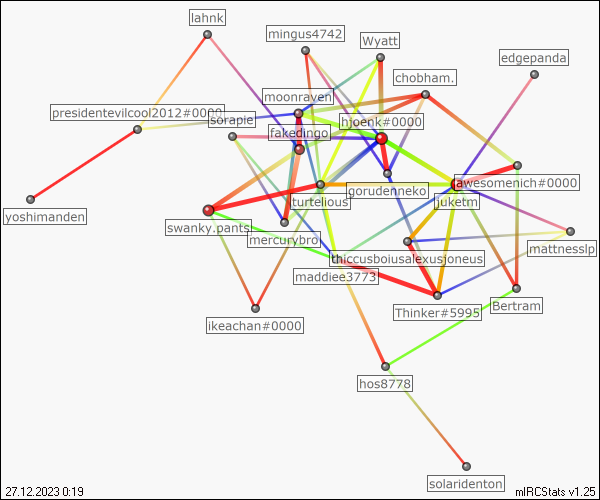 lahnk
mingus4742
Wyatt
edgepanda
chobham.
moonraven
presidentevilcool2012#0000
sorapie
hjoenk#0000
fakedingo
awesomenich#0000
gorudenneko
turtelious
juketm
yoshimanden
swanky.pants
mercurybroi
mattnesslp
thiccusboiusalexusjoneus
maddiee3773
Bertram
Thinker#5995
ikeachan#0000
hos8778
solaridenton
27.12.2023 0:19
mIRCStats v1.25